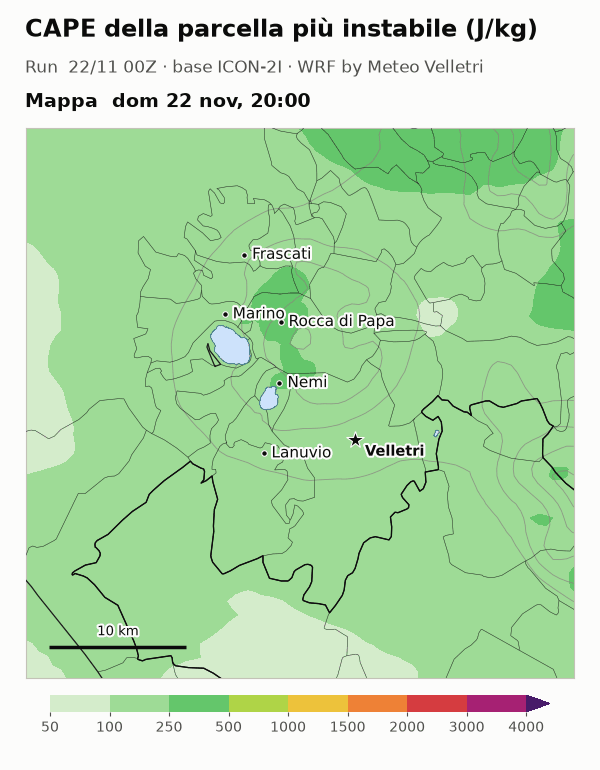 CAPE della parcella più instabile (J/kg)
Run  22/11 00Z · base ICON-2I · WRF by Meteo Velletri
Mappa  dom 22 nov, 20:00
Frascati
Marino
Rocca di Papa
Nemi
Velletri
Lanuvio
10 km
50 100 250 500 1000 1500 2000 3000 4000